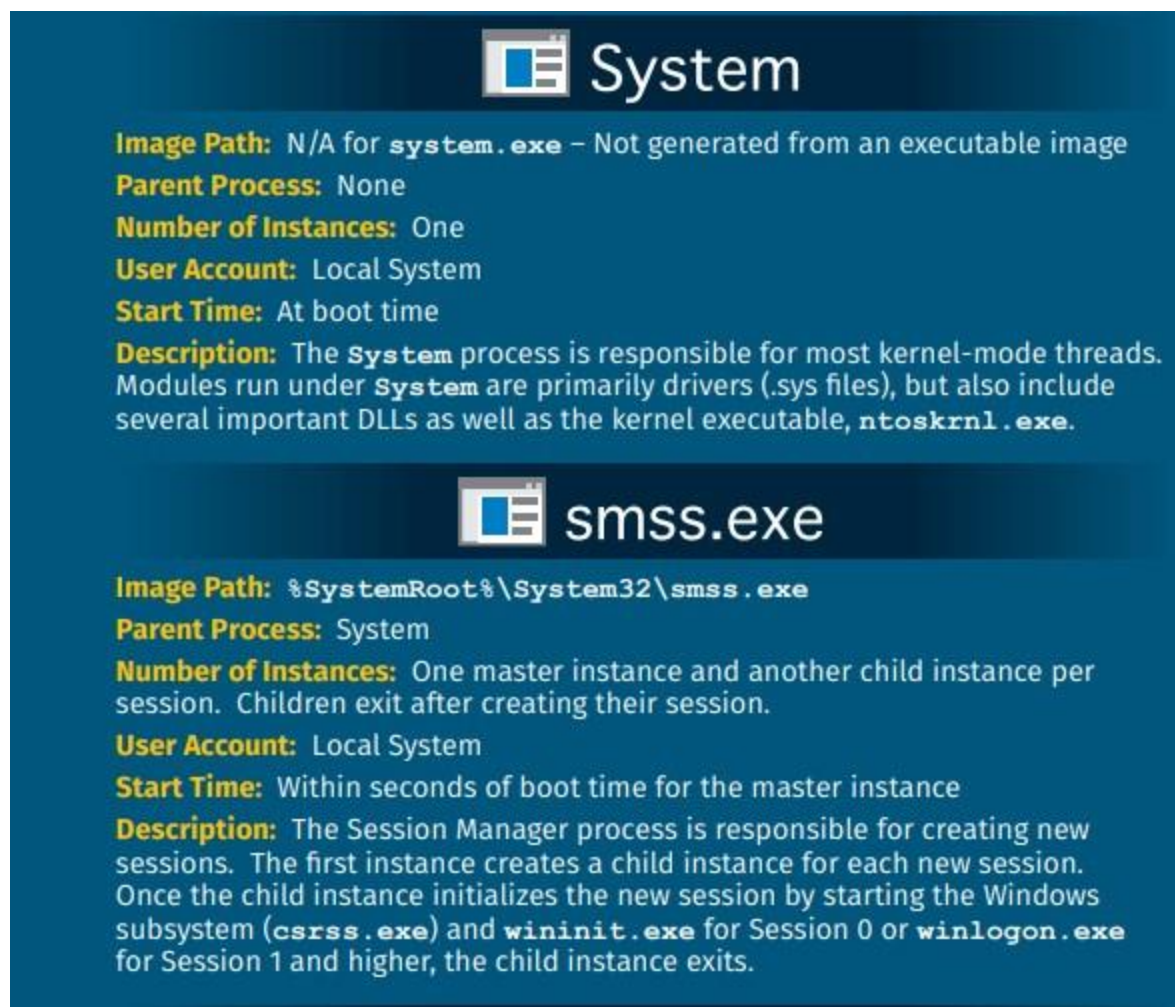 System
Image Path: N/A for system.exe – Not generated from an executable image
Parent Process: None
Number of Instances: One
User Account: Local System
Start Time: At boot time
Description: The System process is responsible for most kernel-mode threads.
Modules run under System are primarily drivers (.sys files), but also include
several important DLLs as well as the kernel executable, ntoskrnl.exe.
smss.exe
Image Path: %SystemRoot%\System32\smss.exe
Parent Process: System
Number of Instances: One master instance and another child instance per
session. Children exit after creating their session.
User Account: Local System
Start Time: Within seconds of boot time for the master instance
Description: The Session Manager process is responsible for creating new
sessions. The first instance creates a child instance for each new session.
Once the child instance initializes the new session by starting the Windows
subsystem (csrss.exe) and wininit.exe for Session 0 or winlogon.exe
for Session 1 and higher, the child instance exits.